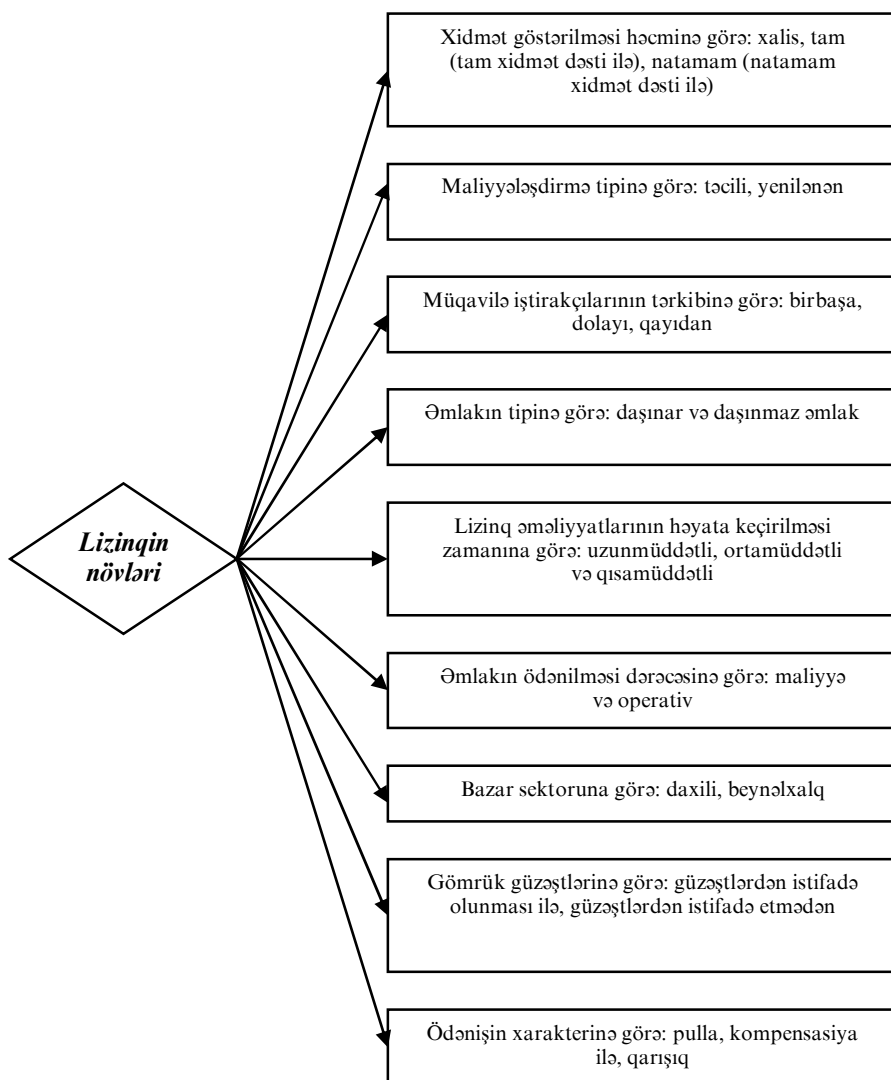 Xidmət göstərilməsi həcminə görə: xalis, tam
(tam xidmət dəsti ilə), natamam (natamam
xidmət dəsti ilə)
Maliyyələşdirmə tipinə görə: təcili, yenilənən
Müqavilə iştirakçılarının tərkibinə görə: birbaşa,
dolayı, qayıdan
Əmlakın tipinə görə: daşınar və daşınmaz əmlak
Lizinqin
növləri
Lizinq əməliyyatlarının həyata keçirilməsi
zamanına görə: uzunmüddətli, ortamüddətli
və qısamüddətli
Əmlakın ödənilməsi dərəcəsinə görə: maliyyə
və operativ
Bazar sektoruna görə: daxili, beynəlxalq
Gömrük güzəştlərinə görə: güzəştlərdən istifadə
olunması ilə, güzəştlərdən istifadə etmədən
Ödənişin xarakterinə görə: pulla, kompensasiya
ilə, qarışıq